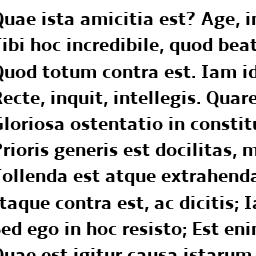 Quae ista amicitia est? Age, in
Tibi hoc incredibile, quod beat
Quod totum contra est. Iam id
Recte, inquit, intellegis. Quare
Gloriosa ostentatio in constitu
Prioris generis est docilitas, m
Tollenda est atque extrahenda
Itaque contra est, ac dicitis; Ia
Sed ego in hoc resisto; Est enim
Quae est igitur causa istarum